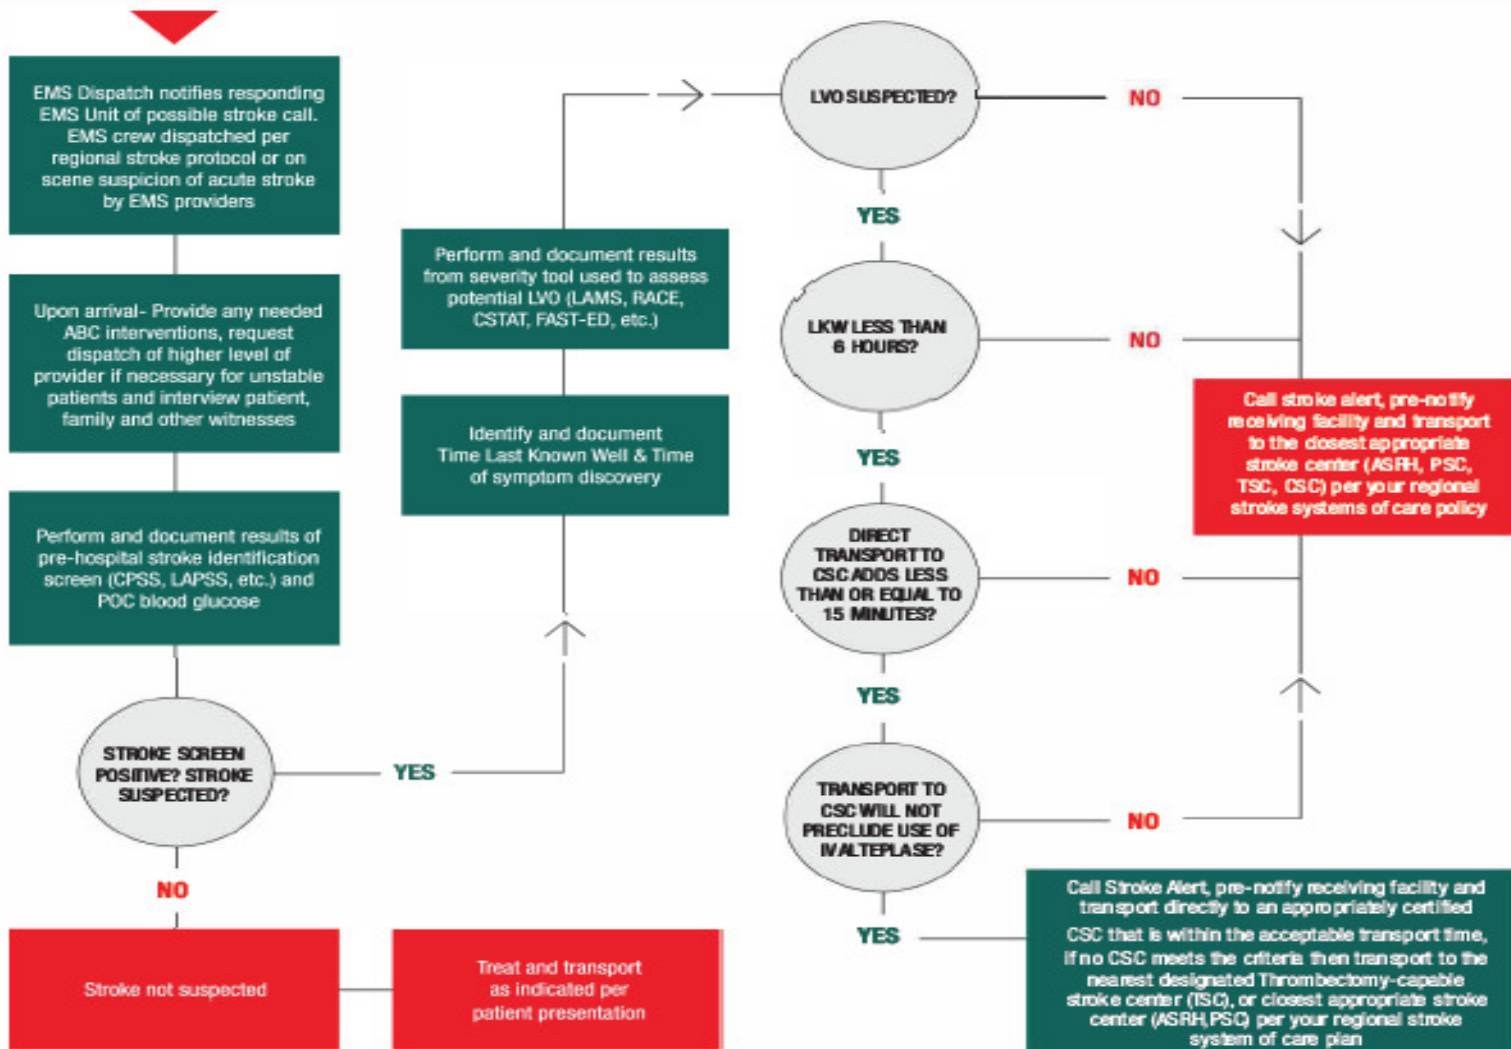 EMS Dispatch notifies responding
EMS Unit of possible stroke call.
EMS crew dispatched per
regional stroke protocol or on
scene suspicion of acute stroke
by EMS providers
Upon arrival- Provide any needed
ABC interventions, request
dispatch of higher level of
provider if necessary for unstable
patients and interview patient,
family and other witnesses
Perform and document results of
pre-hospital stroke identification
screen (CPSS, LAPSS, etc.) and
POC blood glucose
STROKE SCREEN
POSITIVE? STROKE
SUSPECTED?
YES
NO
Stroke not suspected
Treat and transport
as indicated per
patient presentation
Identify and document
Time Last Known Well & Time
of symptom discovery
Perform and document results
from severity tool used to assess
potential LVO (LAMS, RACE,
CSTAT, FAST-ED, etc.)
LVO SUSPECTED?
NO
YES
LKW LESS THAN
6 HOURS?
NO
YES
DIRECT
TRANSPORT TO
CSC ADDS LESS
THAN OR EQUAL TO
15 MINUTES?
NO
YES
TRANSPORT TO
CSC WILL NOT
PRECLUDE USE OF
IV ALTEPLASE?
NO
YES
Call stroke alert, pre-notify
receiving facility and transport
to the closest appropriate
stroke center (ASRH, PSC,
TSC, CSC) per your regional
stroke systems of care policy
Call Stroke Alert, pre-notify receiving facility and
transport directly to an appropriately certified
CSC that is within the acceptable transport time,
if no CSC meets the criteria then transport to the
nearest designated Thrombectomy-capable
stroke center (TSC), or closest appropriate stroke
center (ASRH,PSC) per your regional stroke
system of care plan